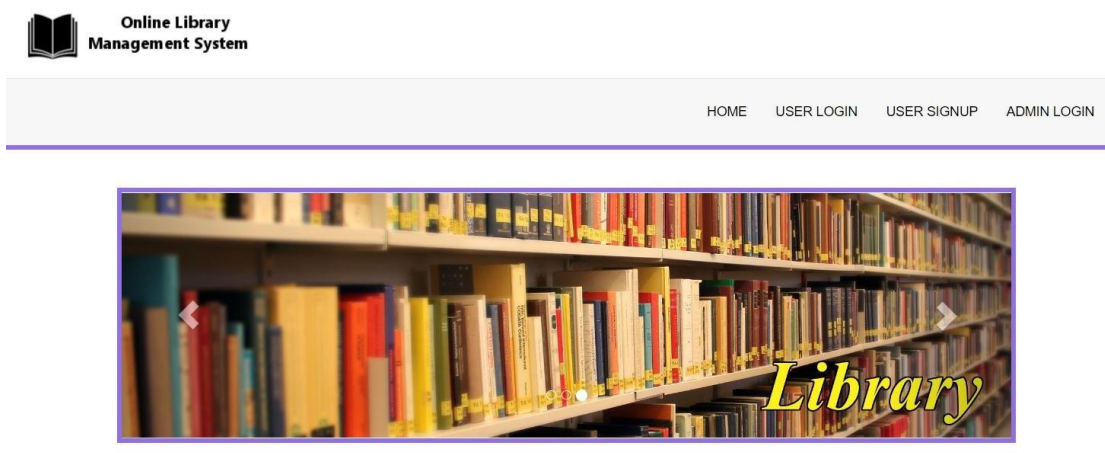 Online Library
Management System
HOME USER LOGIN USER SIGNUP ADMIN LOGIN
Library